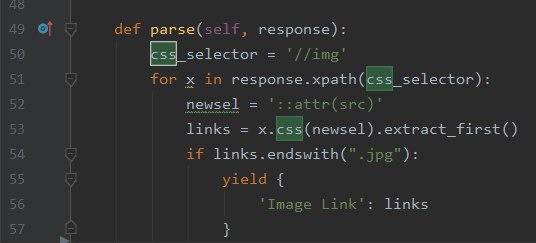 48
49 def parse(self, response):
50 css_selector = '//img'
51 for x in response.xpath(css_selector):
52 newsel = '::attr(src)'
53 links = x.css(newsel).extract_first()
54 if links.endswith(".jpg"):
55 yield {
56 'Image Link': links
57 }